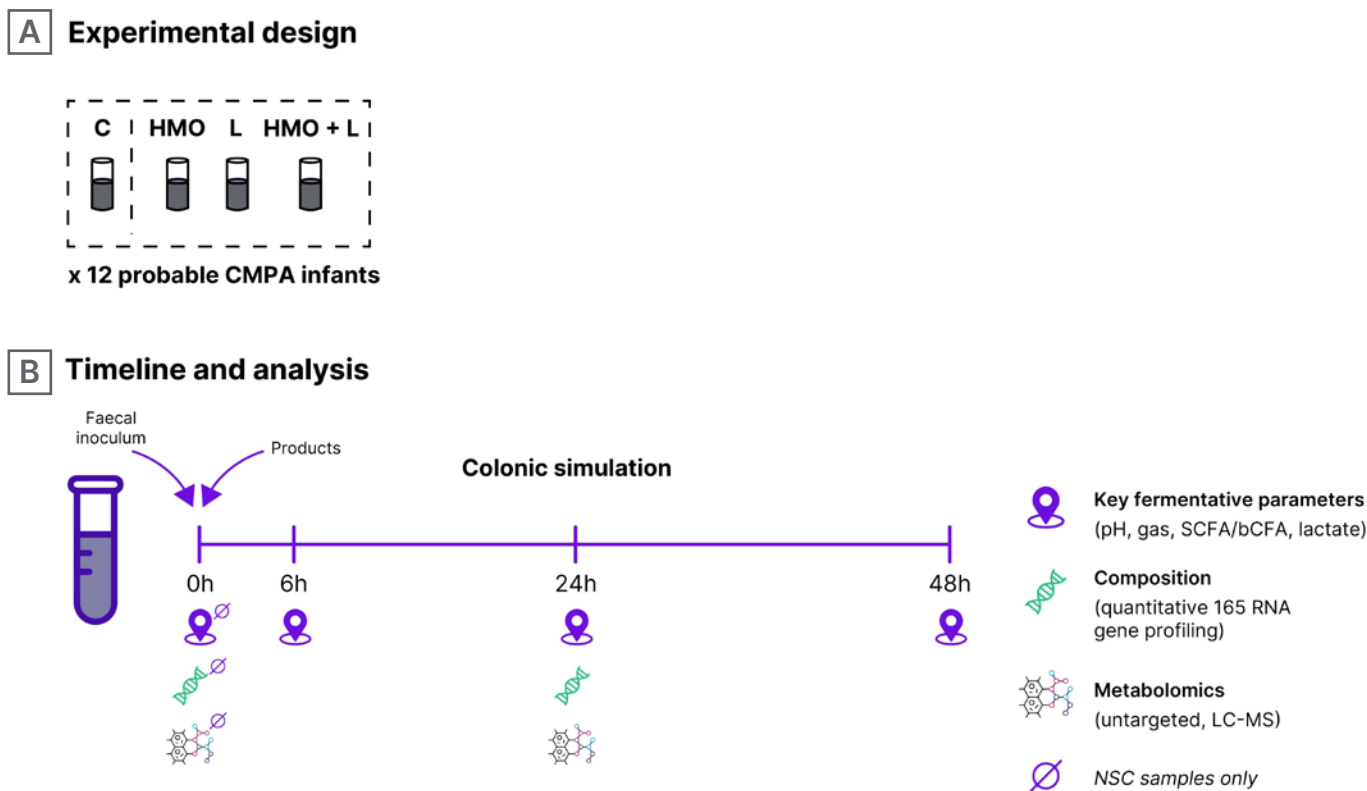 A Experimental design
C HMO L HMO + L
x 12 probable CMPA infants
B Timeline and analysis
Faecal
inoculum
Products
Colonic simulation
0h 6h 24h 48h
Key fermentative parameters
(pH, gas, SCFA/bCFA, lactate)
Composition
(quantitative 165 RNA
gene profiling)
Metabolomics
(untargeted, LC-MS)
NSC samples only